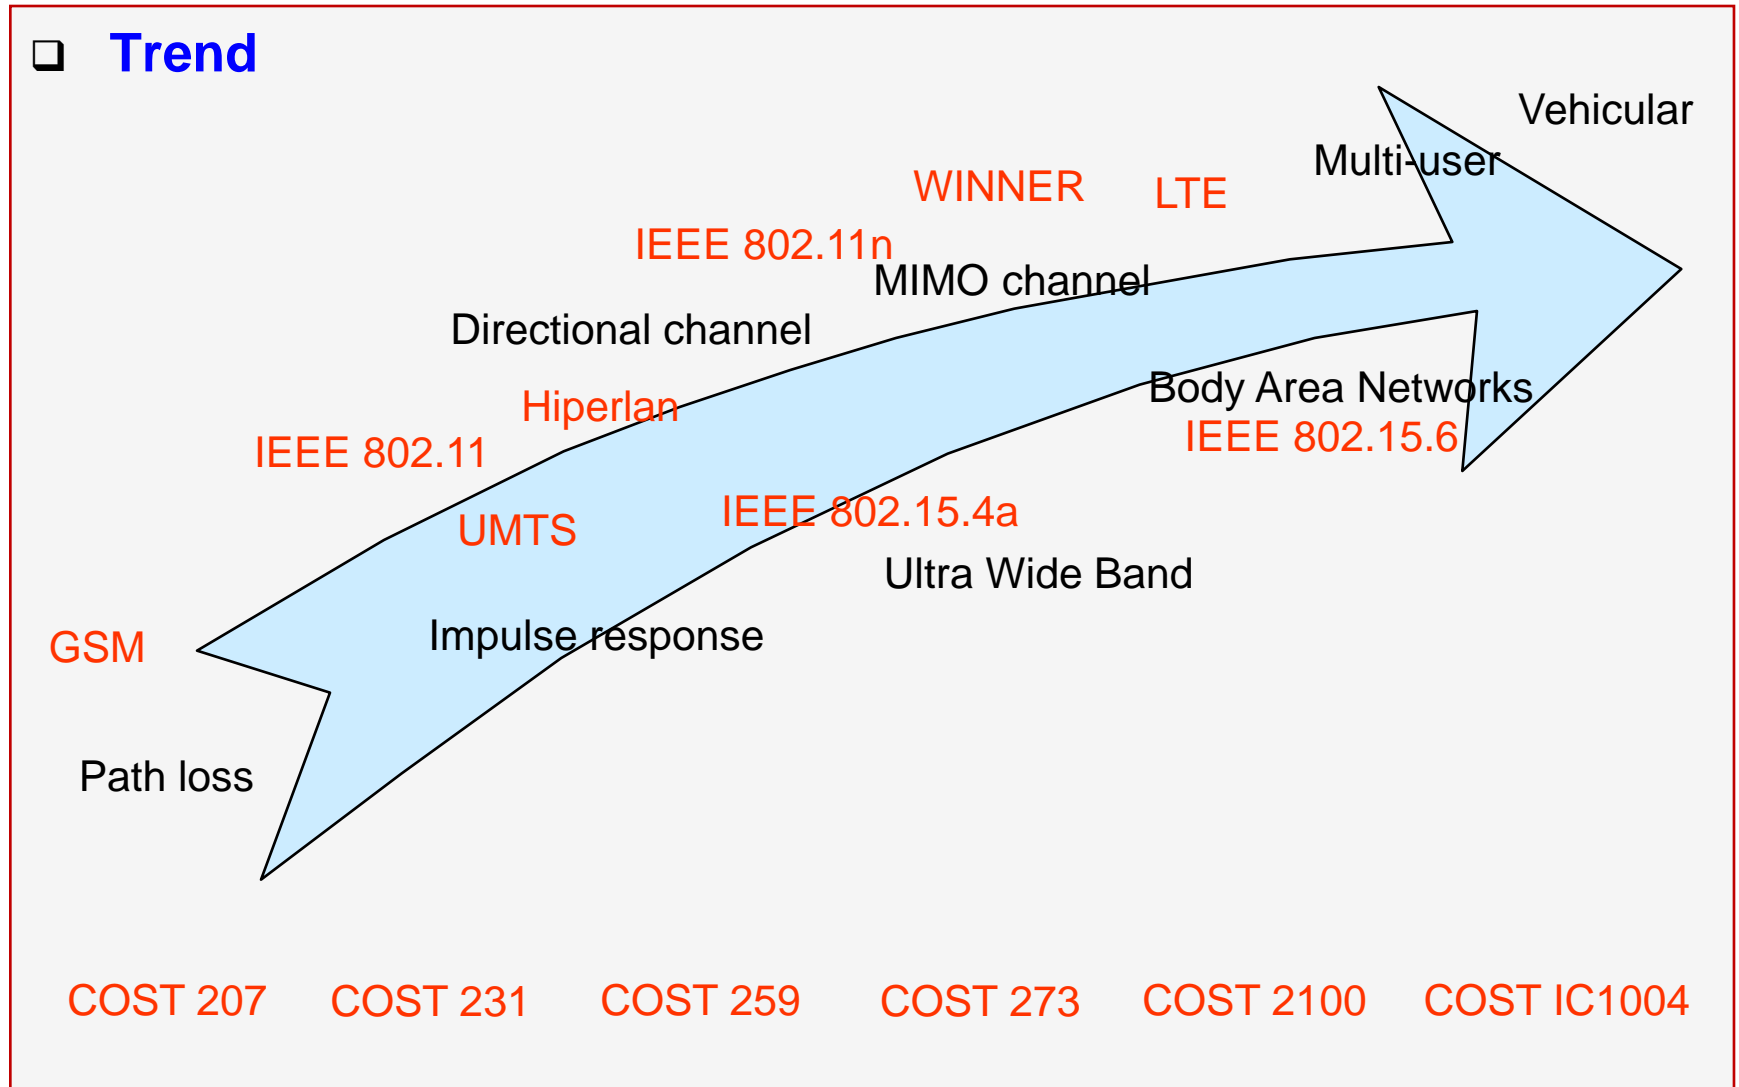 ❑ Trend
Vehicular
Multi-user
WINNER
LTE
IEEE 802.11n
MIMO channel
Directional channel
Hiperlan
Body Area Networks
IEEE 802.11
IEEE 802.15.6
UMTS
IEEE 802.15.4a
Ultra Wide Band
GSM
Impulse response
Path loss
COST 207 COST 231 COST 259 COST 273 COST 2100 COST IC1004